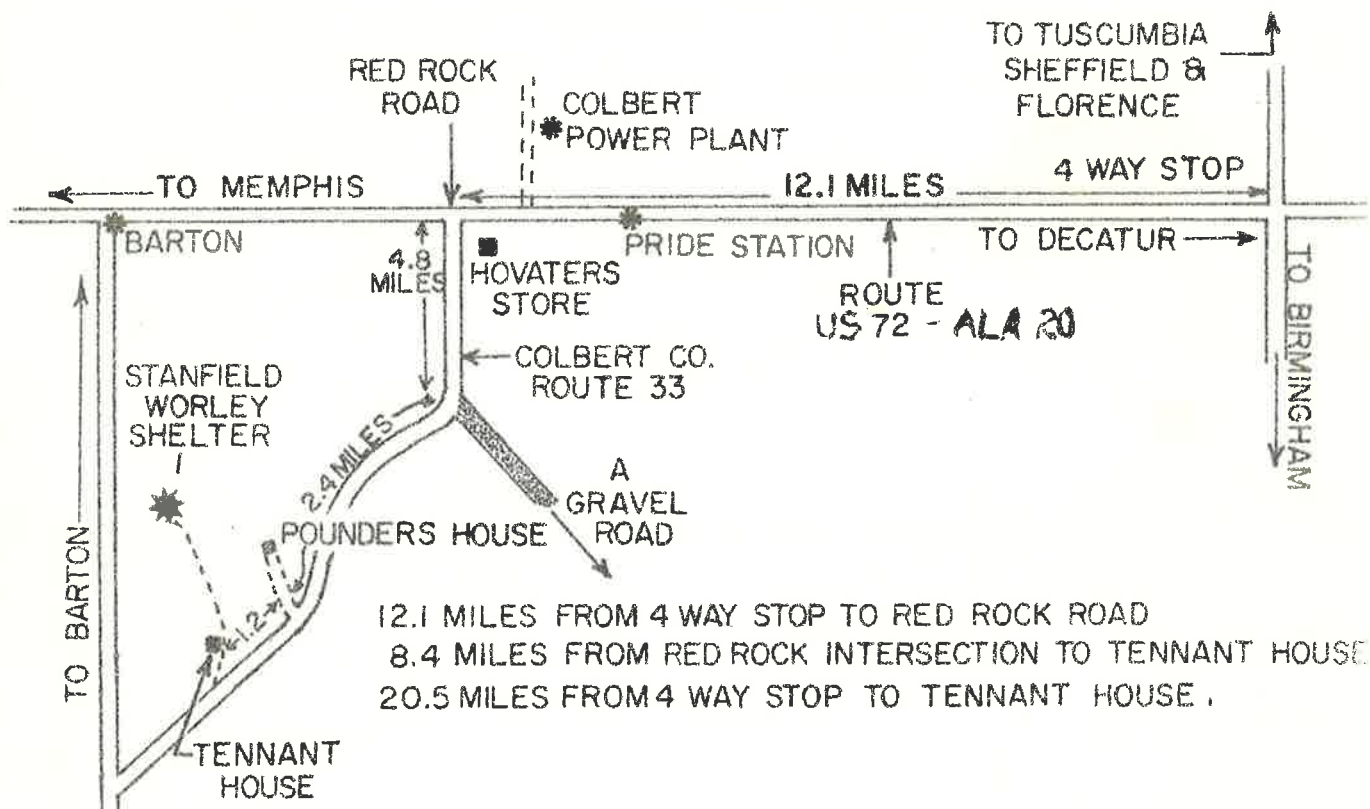 TO TUSCUMBIA
SHEFFIELD &
FLORENCE
RED ROCK
ROAD
COLBERT
POWER PLANT
TO MEMPHIS
12.1 MILES
4 WAY STOP
BARTON
PRIDE STATION
TO DECATUR
4.8
MILES
HOVATERS
STORE
ROUTE
US 72 - ALA 20
TO BIRMINGHAM
COLBERT CO.
ROUTE 33
STANFIELD
WORLEY
SHELTER
2.4 MILES
A
GRAVEL
ROAD
POUNDERS HOUSE
TO BARTON
1.2
12.1 MILES FROM 4 WAY STOP TO RED ROCK ROAD
8.4 MILES FROM RED ROCK INTERSECTION TO TENNANT HOUSE
20.5 MILES FROM 4 WAY STOP TO TENNANT HOUSE.
TENNANT
HOUSE